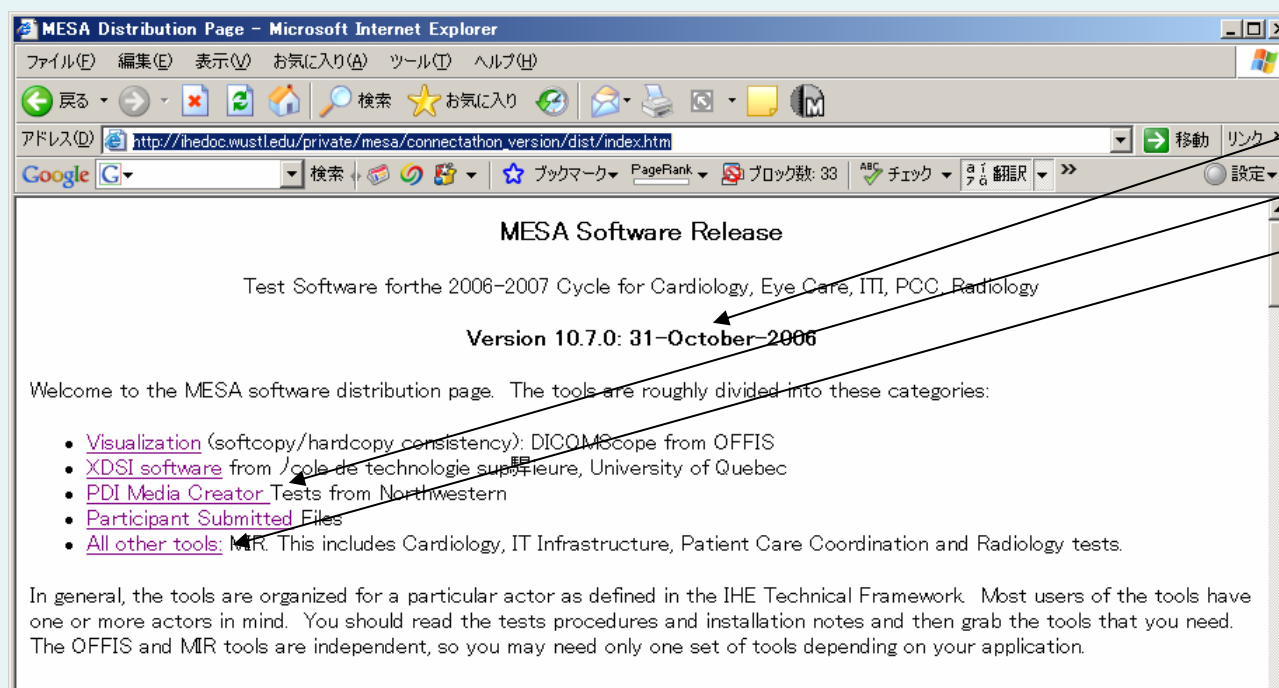 MESA Distribution Page - Microsoft Internet Explorer
ファイル(F) 編集(E) 表示(V) お気に入り(A) ツール(T) ヘルプ(H)
戻る 検索 お気に入り
アドレス(D) http://ihedoc.wustl.edu/private/mesa/connectathon_version/dist/index.htm 移動 リンク
Google G 検索 ブックマーク PageRank ブロック数: 33 ABC チェック 翻訳 設定
MESA Software Release
Test Software forthe 2006-2007 Cycle for Cardiology, Eye Care, ITI, PCC, Radiology
Version 10.7.0: 31-October-2006
Welcome to the MESA software distribution page. The tools are roughly divided into these categories:
• Visualization (softcopy/hardcopy consistency): DICOMScope from OFFIS
• XDSI software from ﾉcole de technologie sup駻ieure, University of Quebec
• PDI Media Creator Tests from Northwestern
• Participant Submitted Files
• All other tools: MIR. This includes Cardiology, IT Infrastructure, Patient Care Coordination and Radiology tests.
In general, the tools are organized for a particular actor as defined in the IHE Technical Framework. Most users of the tools have
one or more actors in mind. You should read the tests procedures and installation notes and then grab the tools that you need.
The OFFIS and MIR tools are independent, so you may need only one set of tools depending on your application.